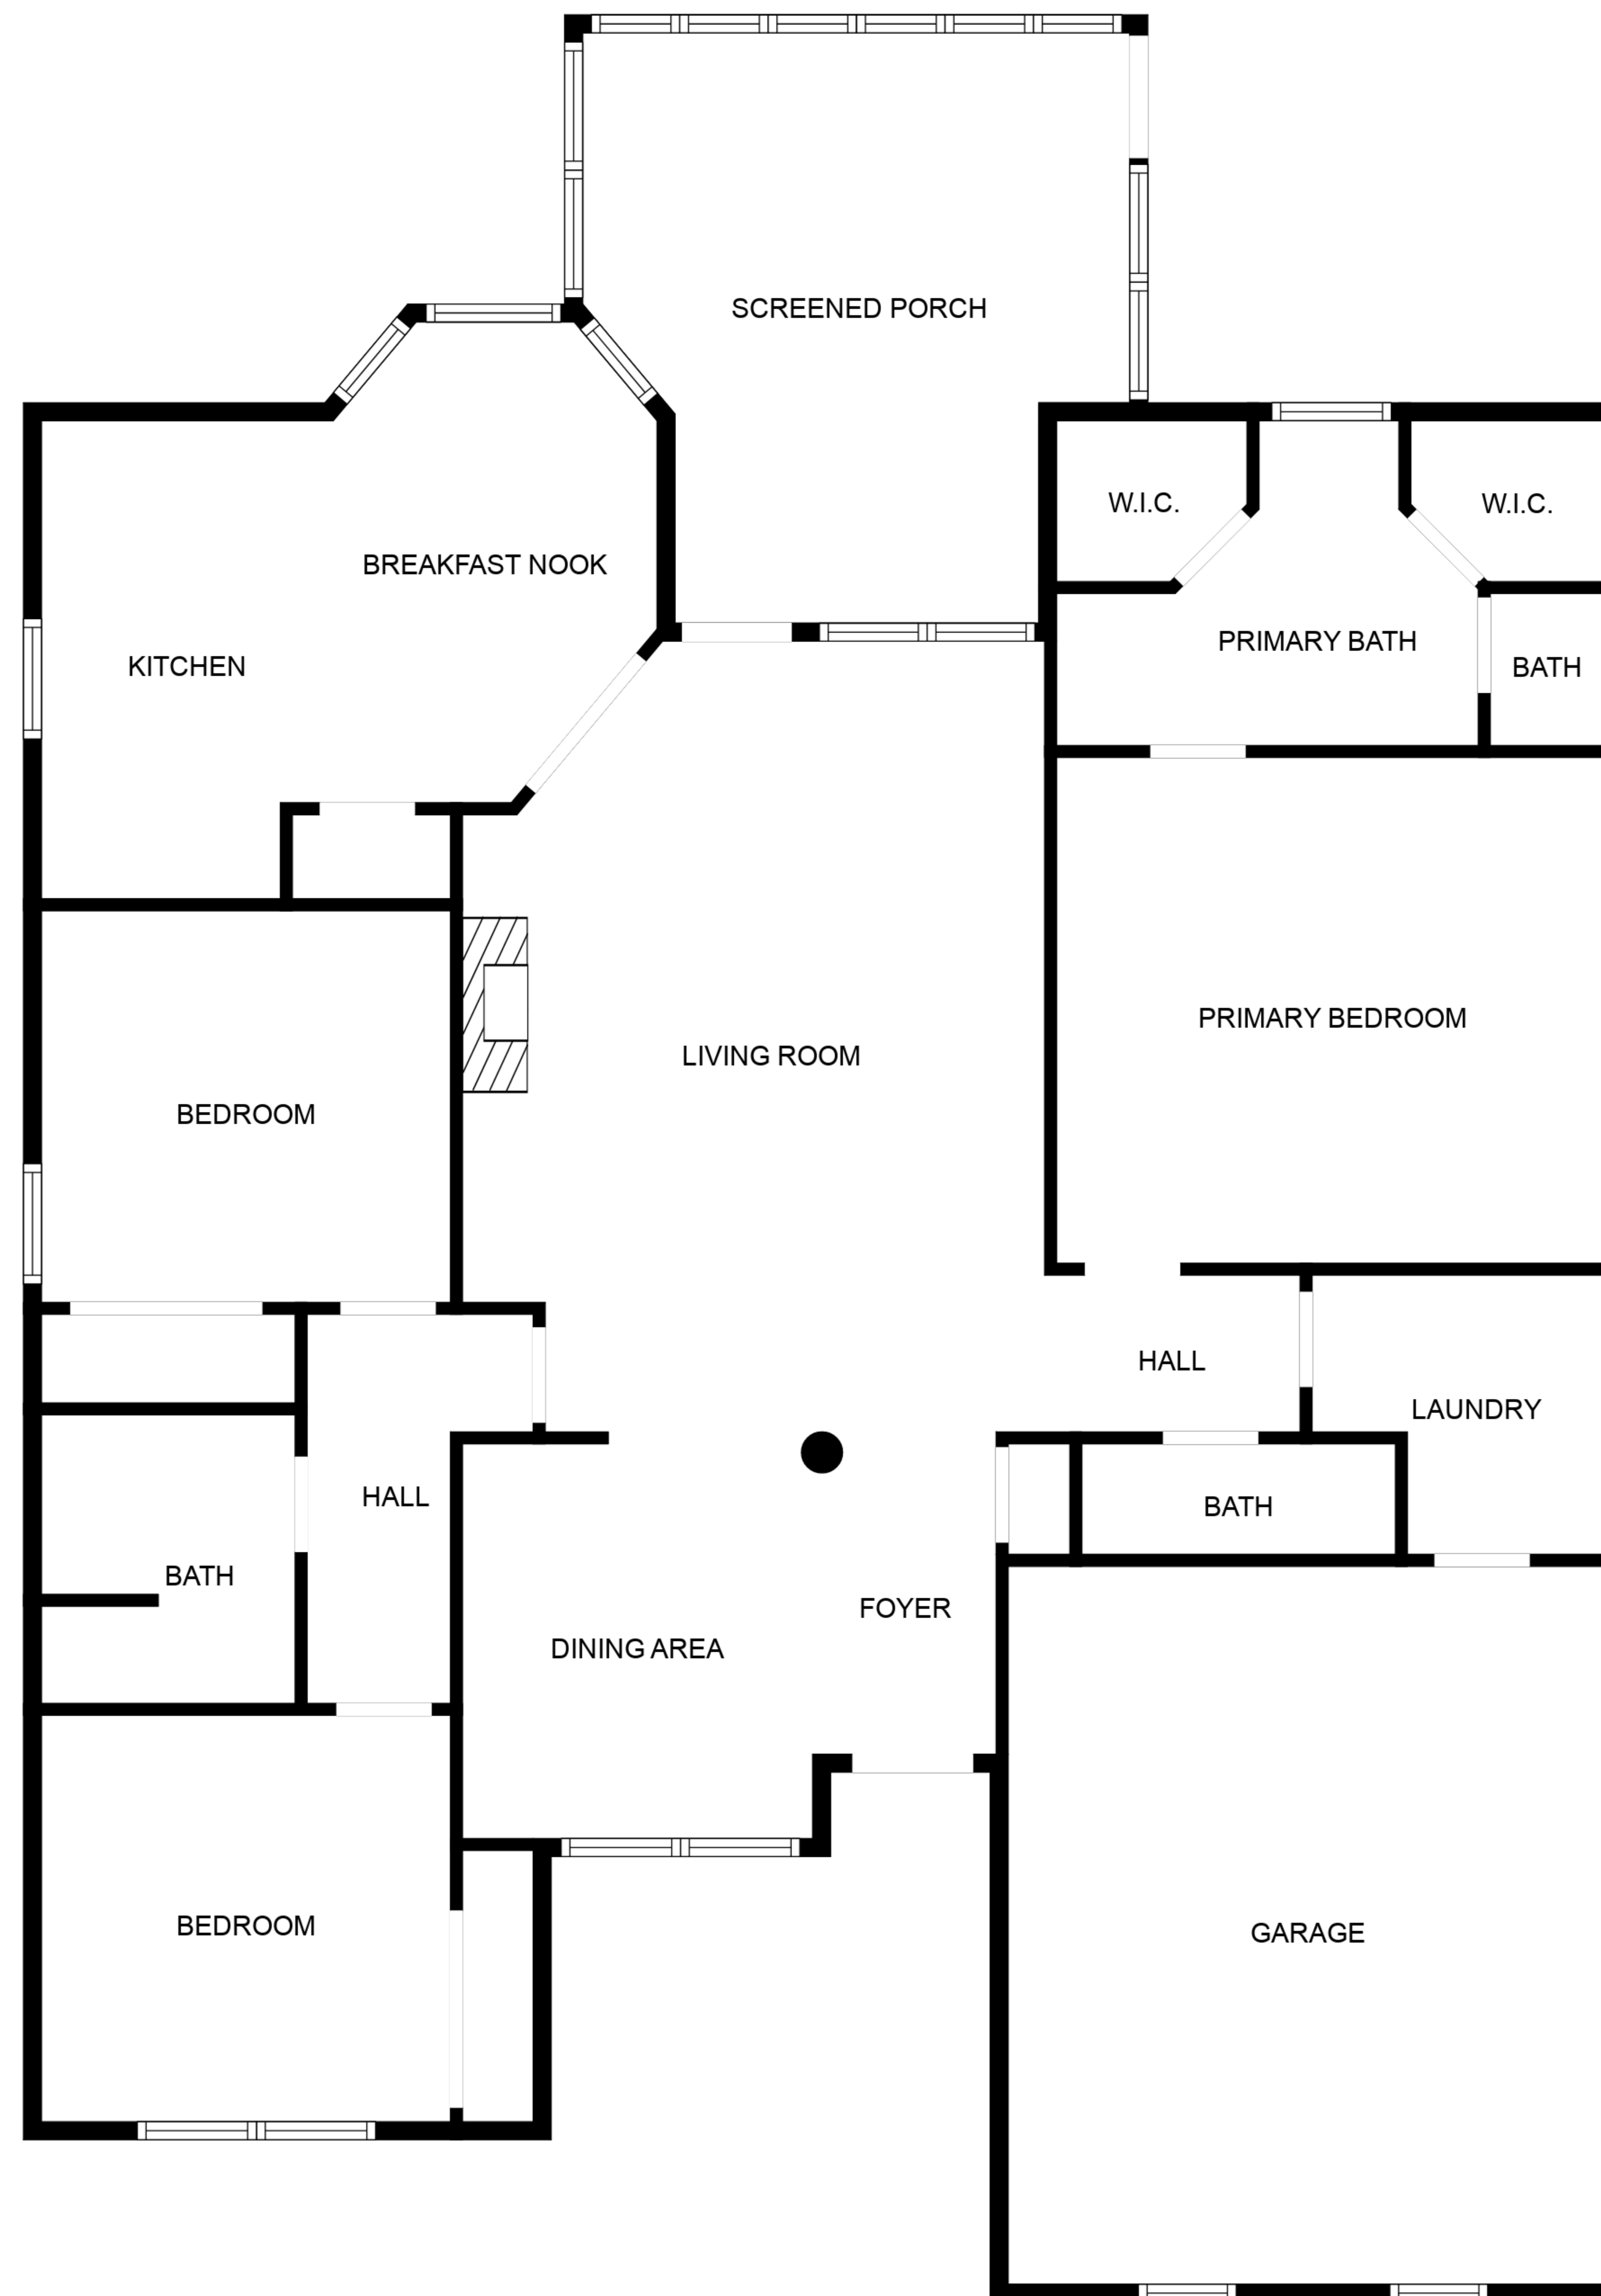 SCREENED PORCH
W.I.C.
W.I.C.
BREAKFAST NOOK
PRIMARY BATH
KITCHEN
BATH
PRIMARY BEDROOM
LIVING ROOM
BEDROOM
HALL
LAUNDRY
HALL
BATH
BATH
FOYER
DINING AREA
BEDROOM
GARAGE